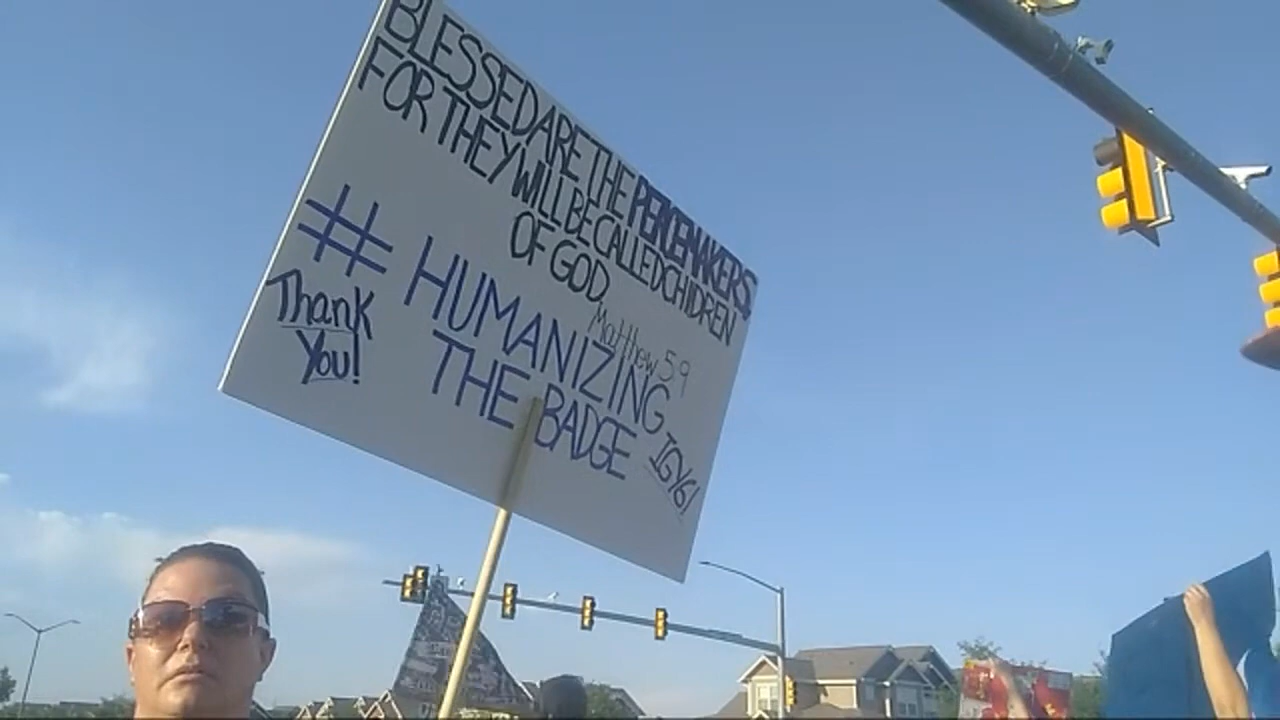 BLESSED ARE THE PEACEMAKERS,
FOR THEY WILL BE CALLED CHIDREN
OF GOD.
Matthew 5 9
# HUMANIZING
THE BADGE
Thank
You!
IGY6!